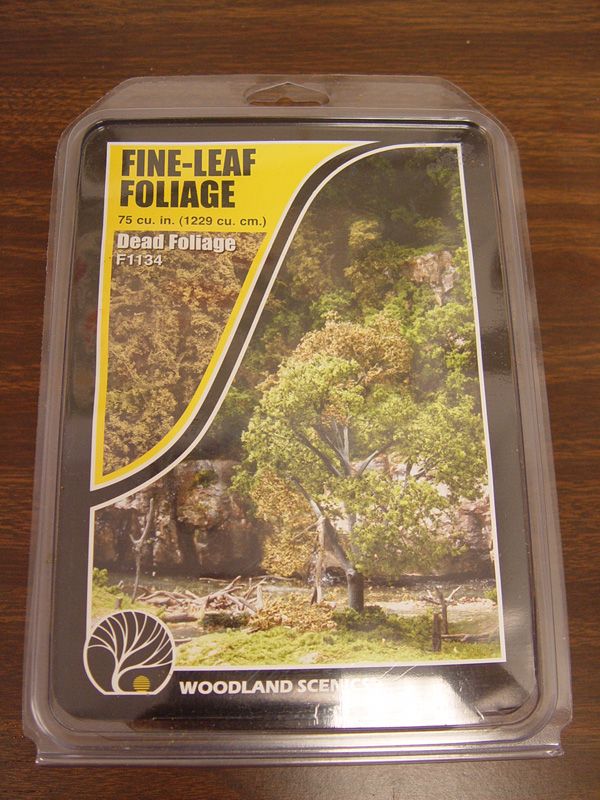 FINE-LEAF
FOLIAGE
75 cu. in. (1229 cu. cm.)
Dead Foliage
F1134
WOODLAND SCENICS